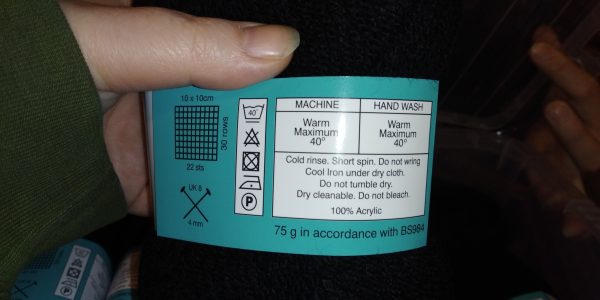 10 x 10cm
30 rows
22 sts
UK 8
4 mm
40°
P
MACHINE
HAND WASH
Warm
Maximum
40°
Warm
Maximum
40°
Cold rinse. Short spin. Do not wring
Cool Iron under dry cloth.
Do not tumble dry.
Dry cleanable. Do not bleach.
100% Acrylic
75 g in accordance with BS984